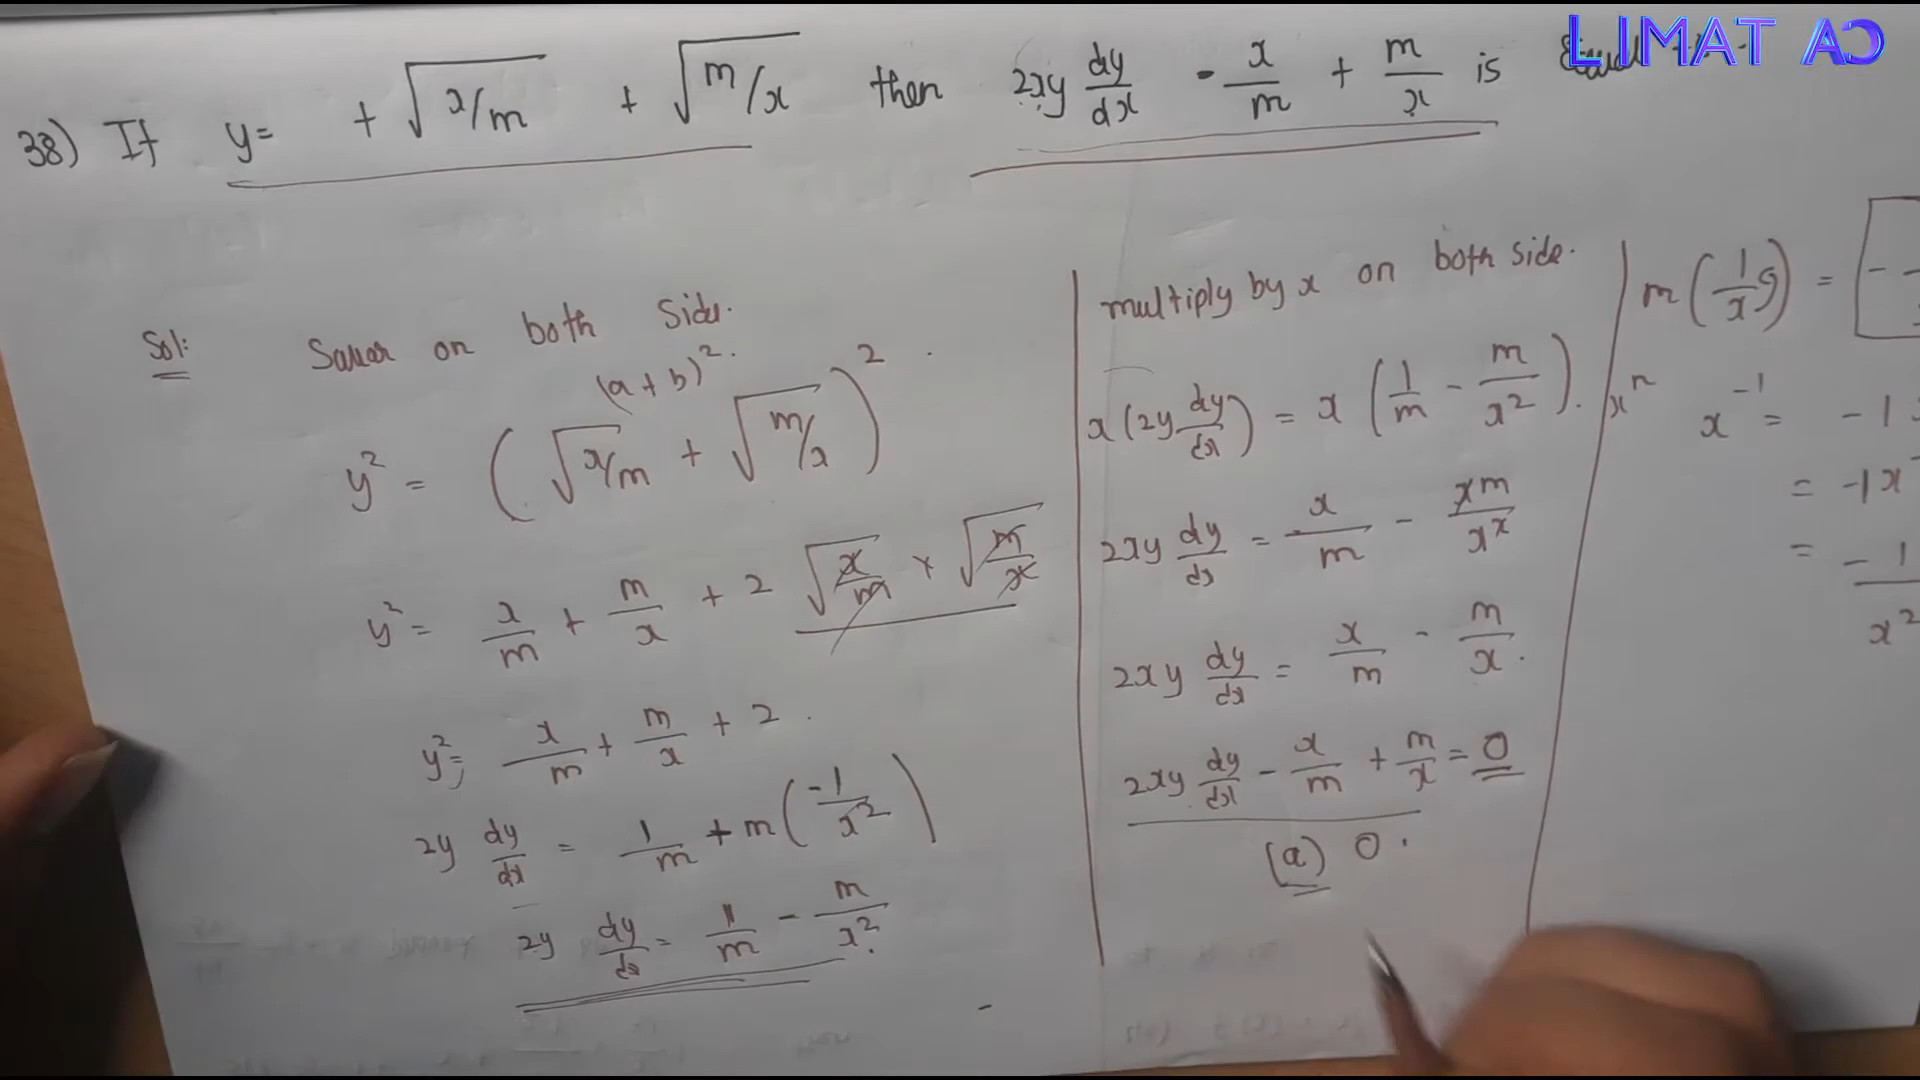 LIMAT AC
38) If y = + √x/m + √m/x then 2xy dy/dx - x/m + m/x is
Sol: Sauar on both side.
(a+b)².
y² = (√x/m + √m/x)²
y² = x/m + m/x + 2 √x/m × √m/x
y² = x/m + m/x + 2.
2y dy/dx = 1/m + m(-1/x²)
2y dy/dx = 1/m - m/x²
multiply by x on both side.
x(2y dy/dx) = x(1/m - m/x²).
2xy dy/dx = x/m - xm/x^x
2xy dy/dx = x/m - m/x.
2xy dy/dx - x/m + m/x = 0
(a) 0.
m(1/x) =
xⁿ
x⁻¹ = -1
= -1x
= -1/x²